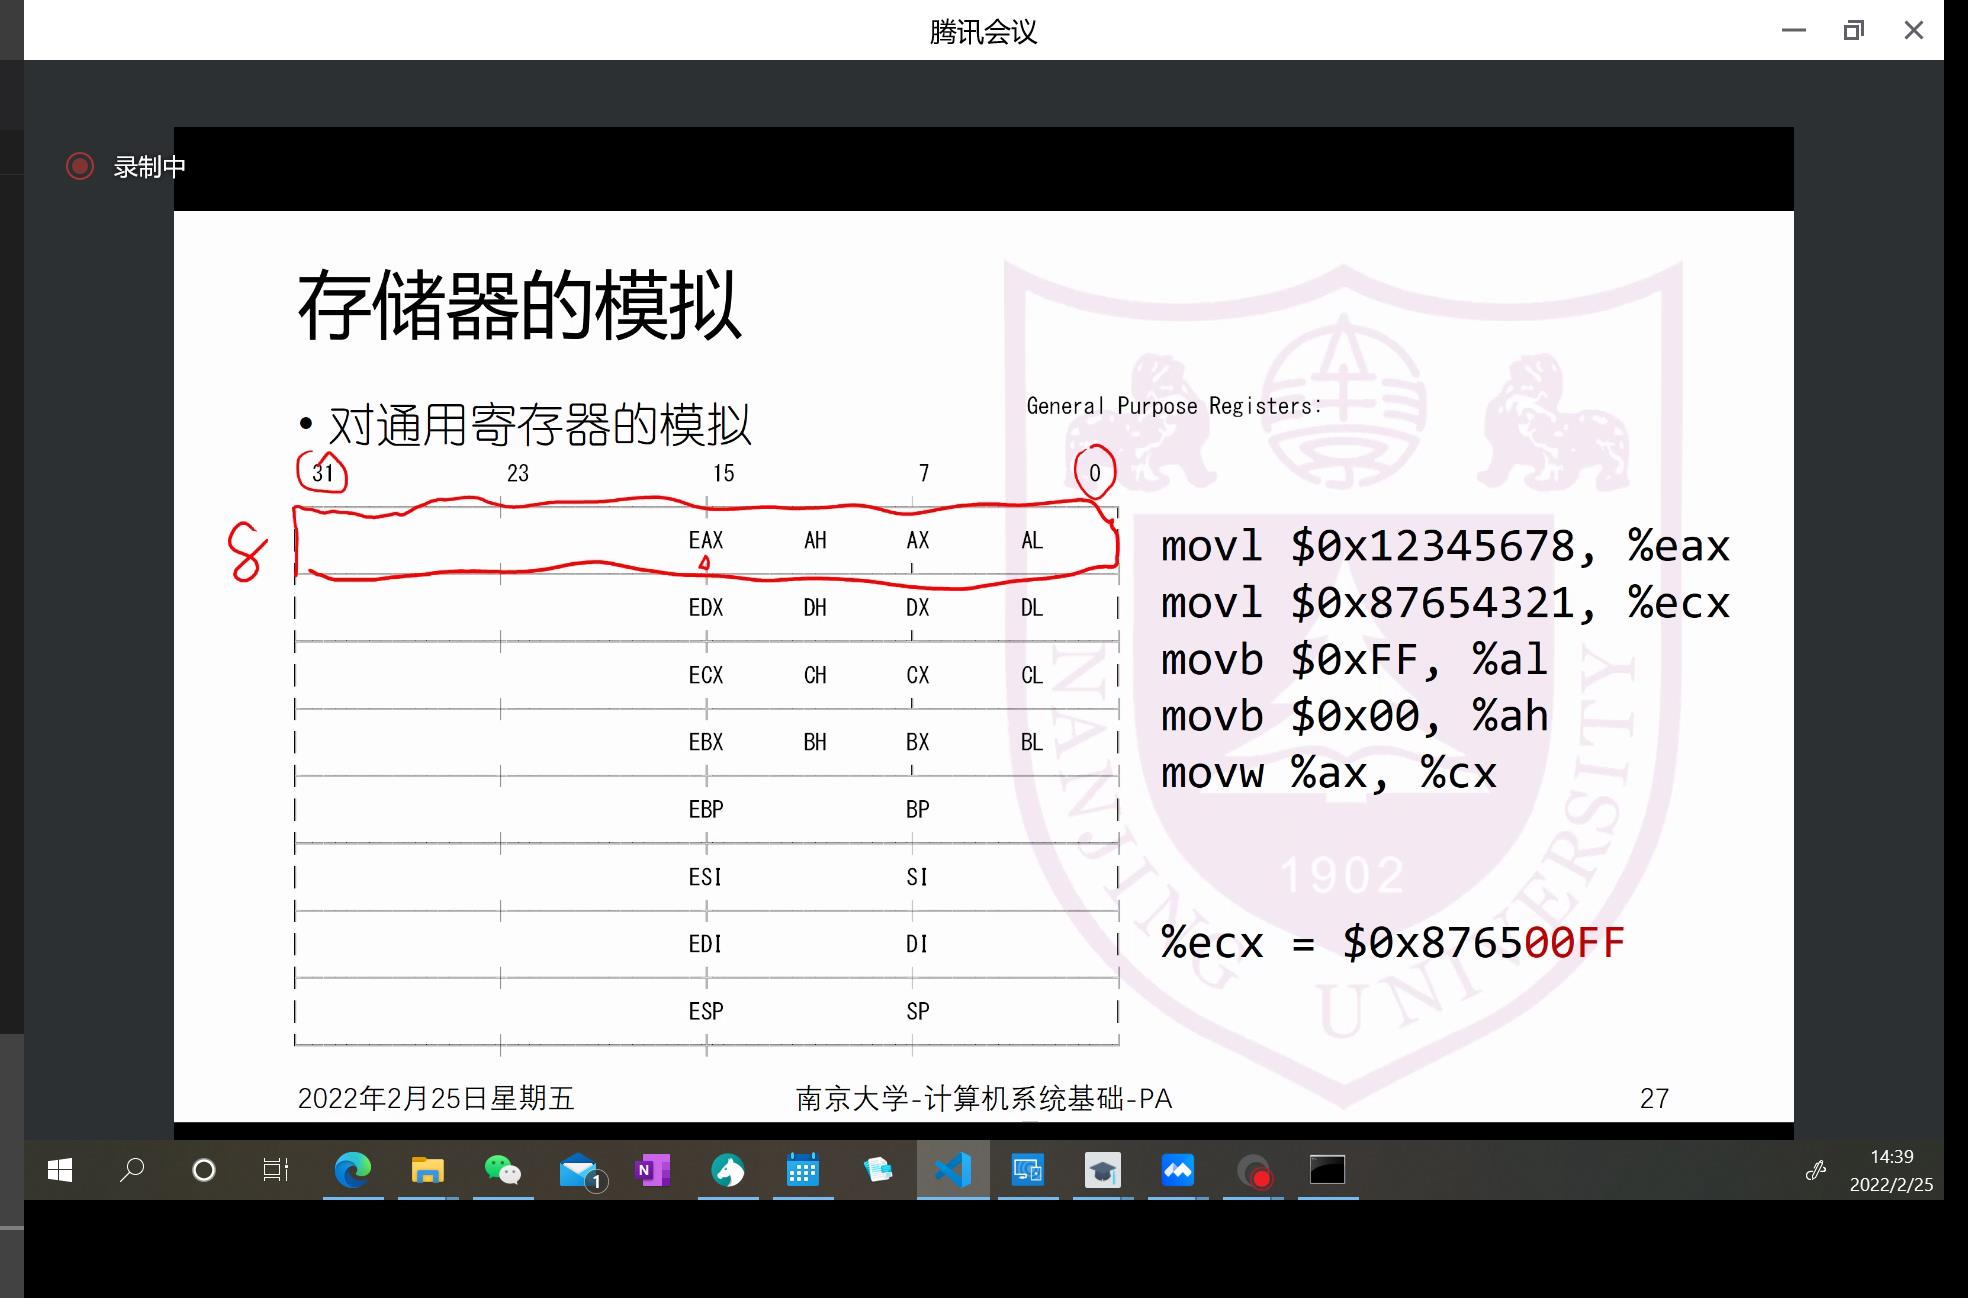 腾讯会议
录制中
存储器的模拟
• 对通用寄存器的模拟
General Purpose Registers:
31 23 15 7 0
8
EAX AH AX AL
EDX DH DX DL
ECX CH CX CL
EBX BH BX BL
EBP BP
ESI SI
EDI DI
ESP SP
movl $0x12345678, %eax
movl $0x87654321, %ecx
movb $0xFF, %al
movb $0x00, %ah
movw %ax, %cx
%ecx = $0x876500FF
NANJING UNIVERSITY
1902
2022年2月25日星期五
南京大学-计算机系统基础-PA
27
N
1
14:39
2022/2/25